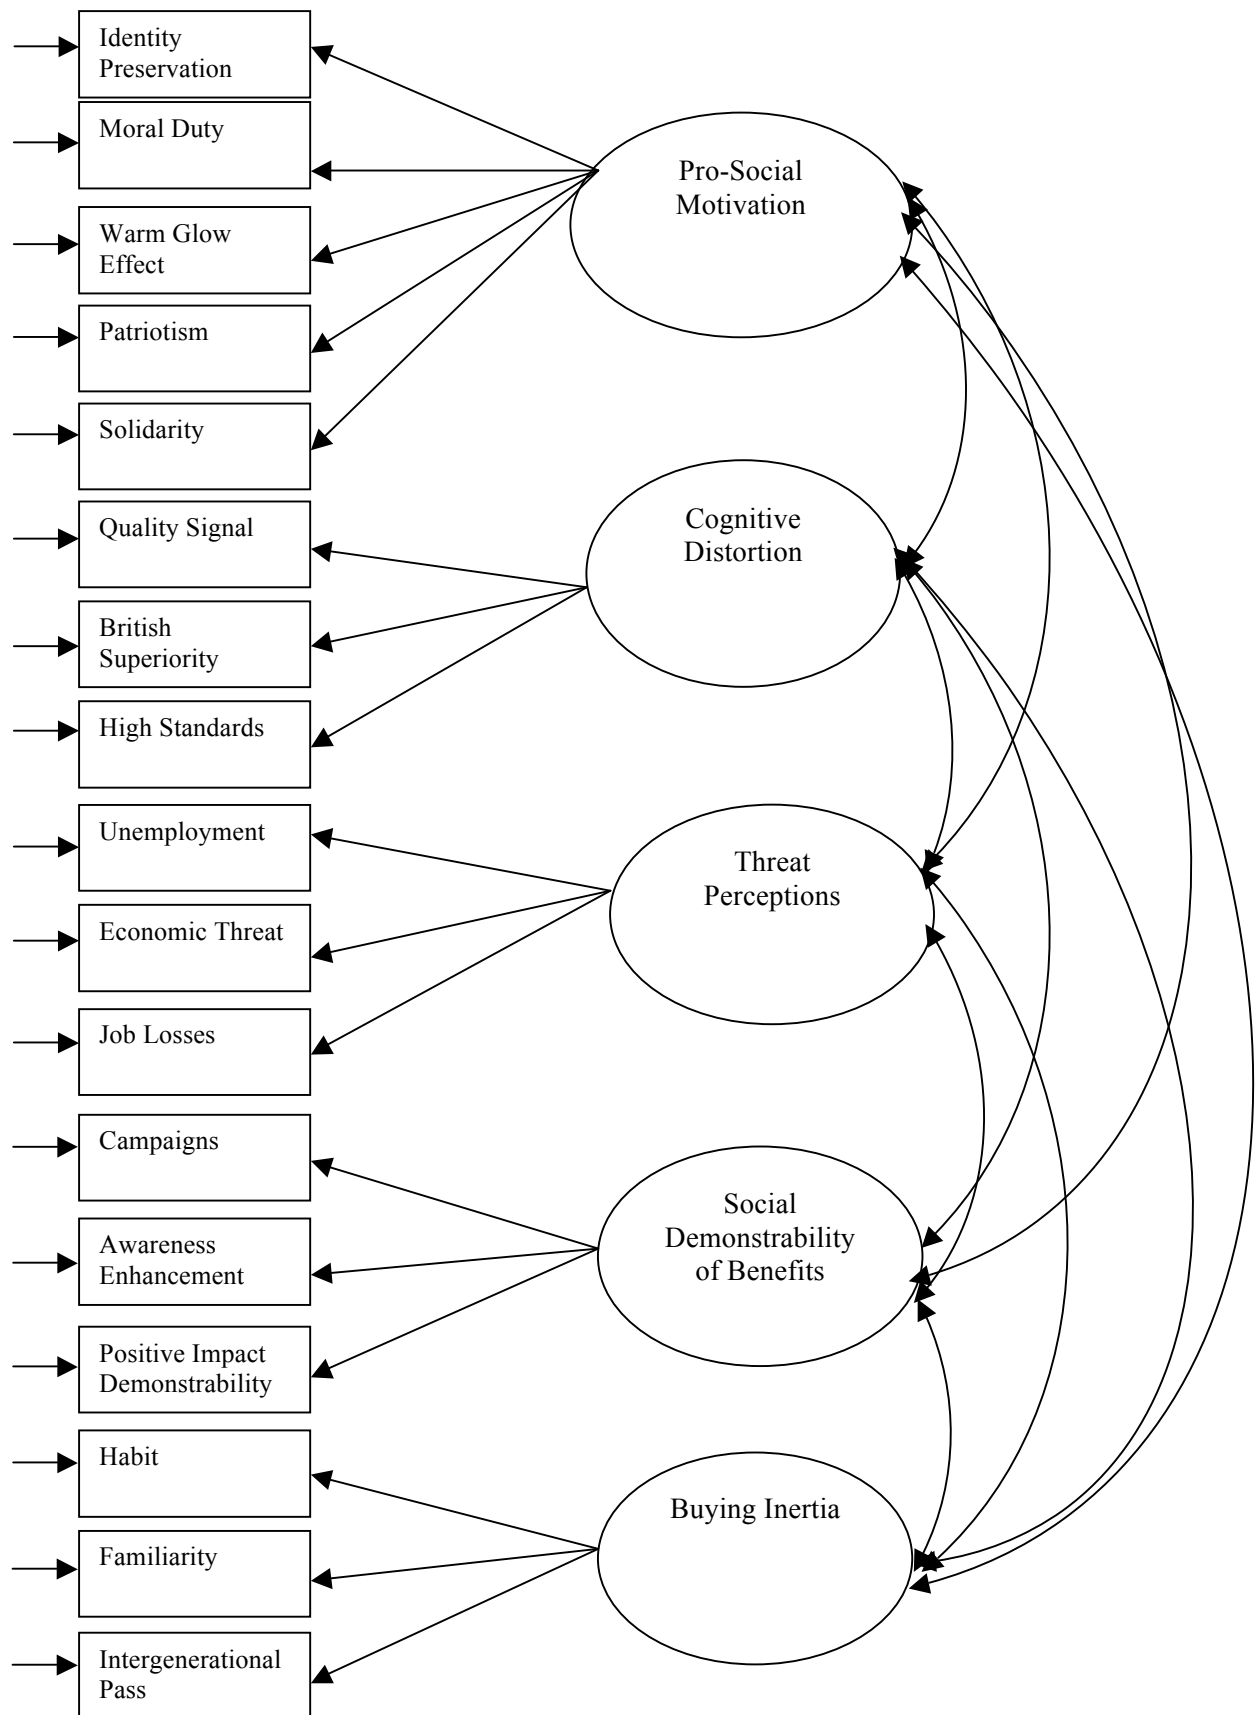 Identity
Preservation
Moral Duty
Warm Glow
Effect
Patriotism
Solidarity
Quality Signal
British
Superiority
High Standards
Unemployment
Economic Threat
Job Losses
Campaigns
Awareness
Enhancement
Positive Impact
Demonstrability
Habit
Familiarity
Intergenerational
Pass
Pro-Social
Motivation
Cognitive
Distortion
Threat
Perceptions
Social
Demonstrability
of Benefits
Buying Inertia